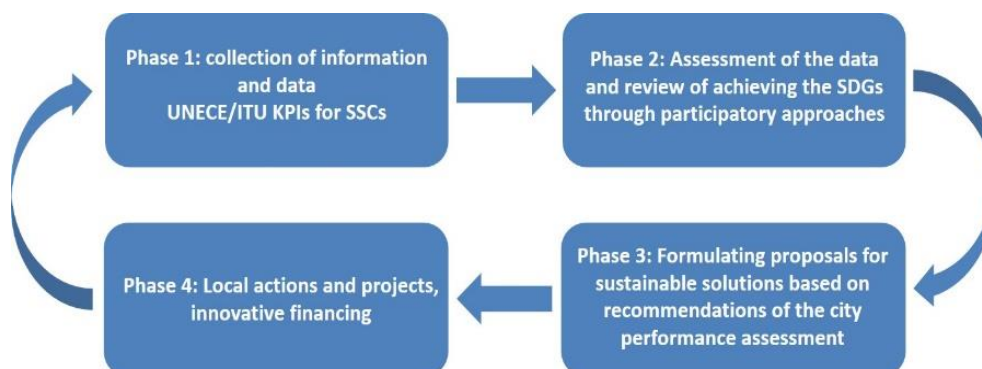 Phase 1: collection of information
and data
UNECE/ITU KPIs for SSCs
Phase 2: Assessment of the data
and review of achieving the SDGs
through participatory approaches
Phase 3: Formulating proposals for
sustainable solutions based on
recommendations of the city
performance assessment
Phase 4: Local actions and projects,
innovative financing